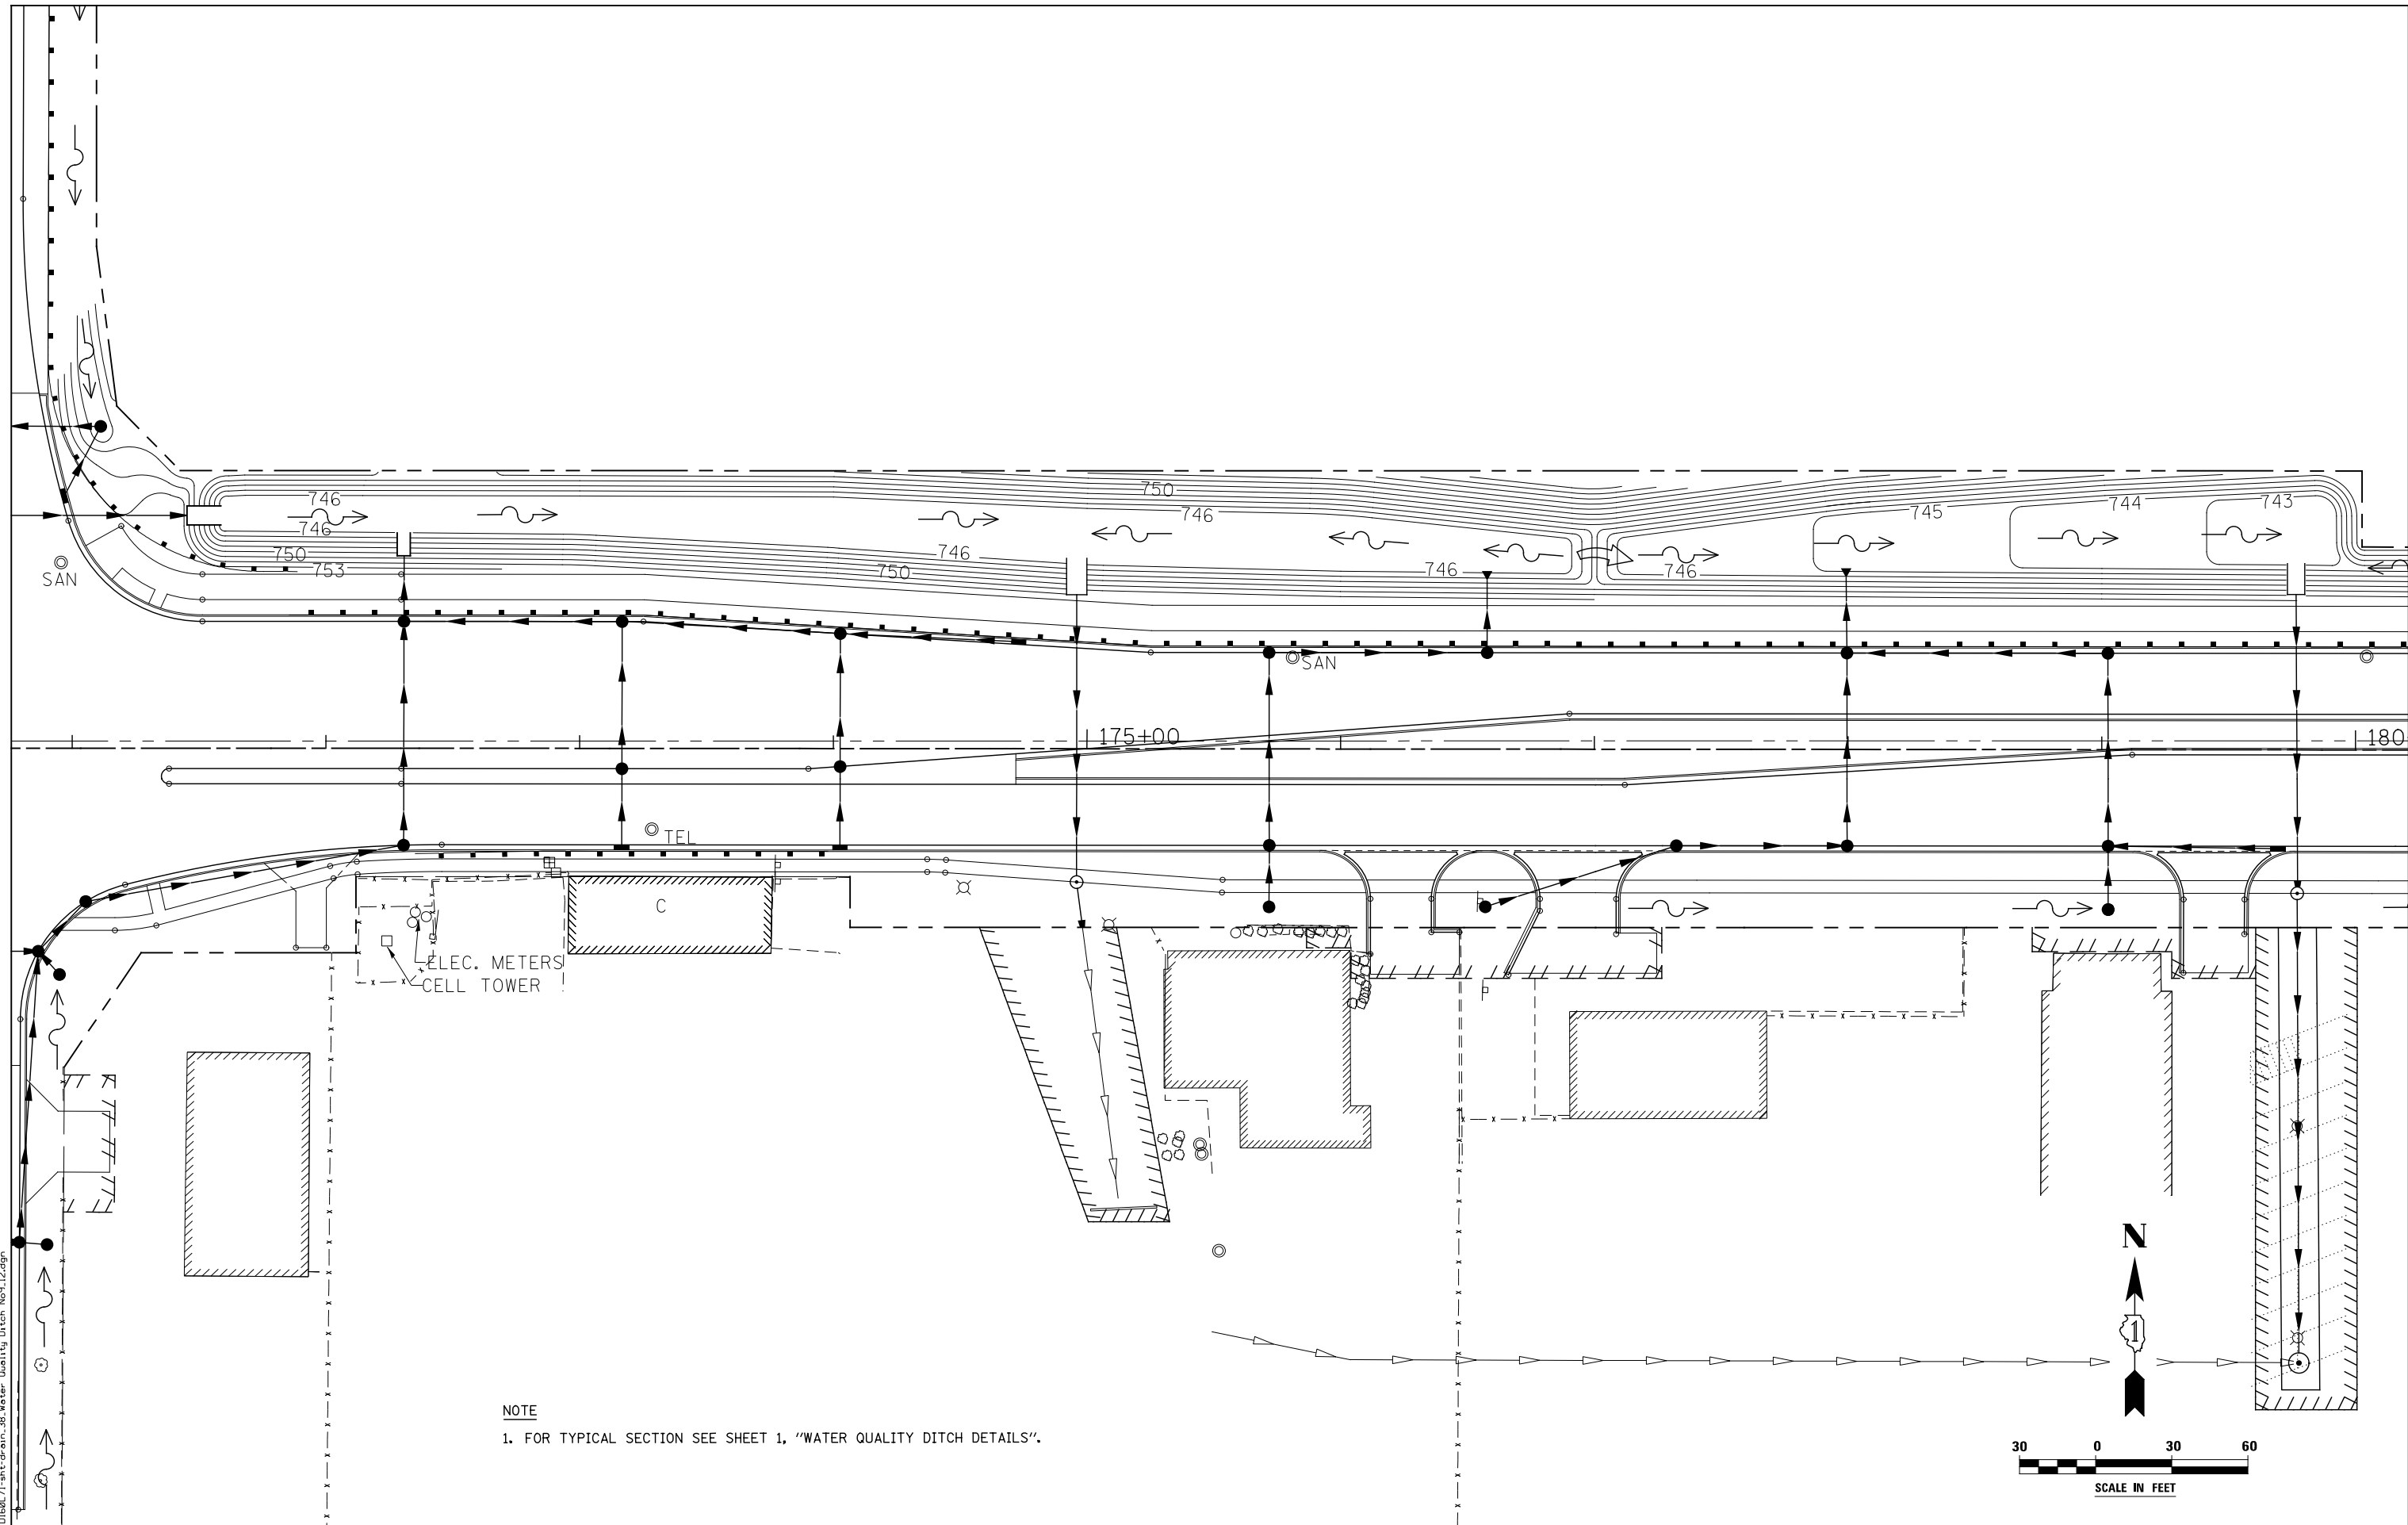 746
746
750
753
SAN
746
750
750
746
746
746
745
744
743
SAN
175+00
180
TEL
C
ELEC. METERS
CELL TOWER
N
1
NOTE
1. FOR TYPICAL SECTION SEE SHEET 1, "WATER QUALITY DITCH DETAILS".
30 0 30 60
SCALE IN FEET